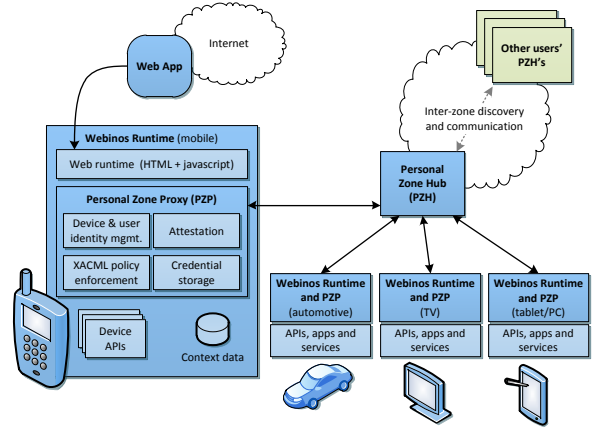 Internet
Web App
Other users'
PZH's
Inter-zone discovery
and communication
Webinos Runtime (mobile)
Web runtime (HTML + javascript)
Personal Zone Proxy (PZP)
Device & user
identity mgmt.
Attestation
XACML policy
enforcement
Credential
storage
Device
APIs
Context data
Personal
Zone Hub
(PZH)
Webinos Runtime
and PZP
(automotive)
APIs, apps and
services
Webinos Runtime
and PZP
(TV)
APIs, apps and
services
Webinos Runtime
and PZP
(tablet/PC)
APIs, apps and
services